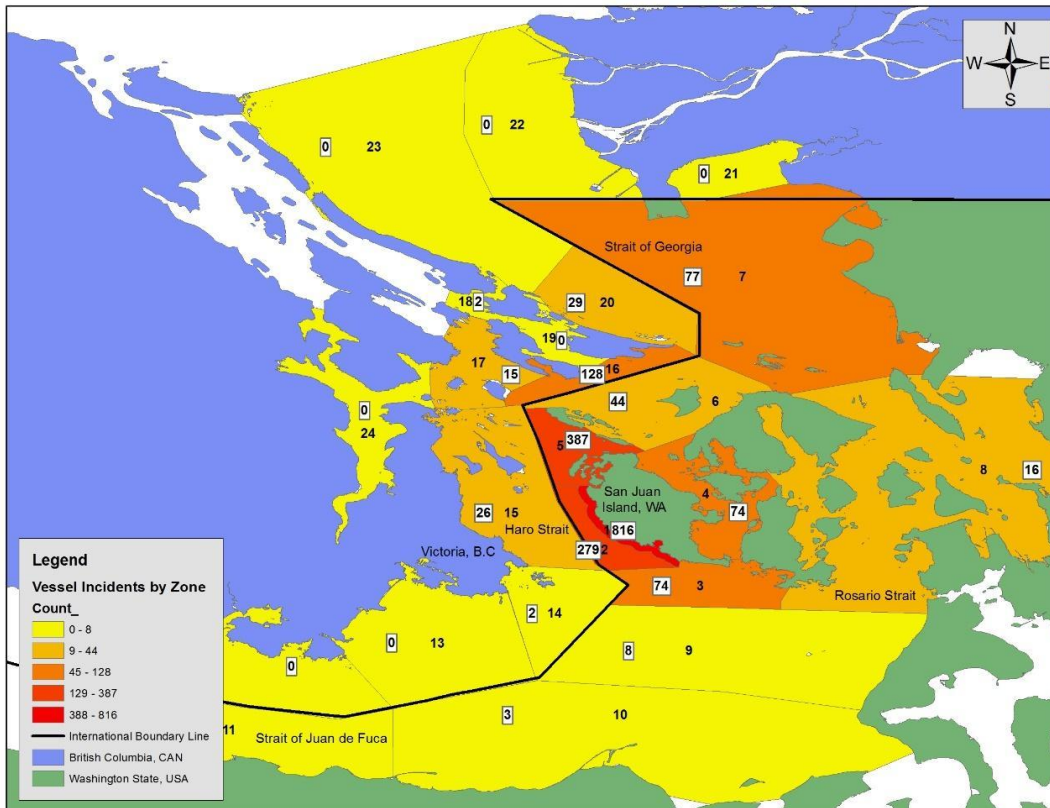 N
W E
S
22
0
23
0
21
0
Strait of Georgia
77
7
18 2
29
20
19 0
17
15
128
16
44
6
0
24
5
387
8
16
San Juan
Island, WA
4
74
26
15
Haro Strait
1 816
Victoria, B.C
279 2
74
3
Rosario Strait
2
14
0
13
8
9
0
3
10
11
Strait of Juan de Fuca
Legend
Vessel Incidents by Zone
Count_
0 - 8
9 - 44
45 - 128
129 - 387
388 - 816
International Boundary Line
British Columbia, CAN
Washington State, USA